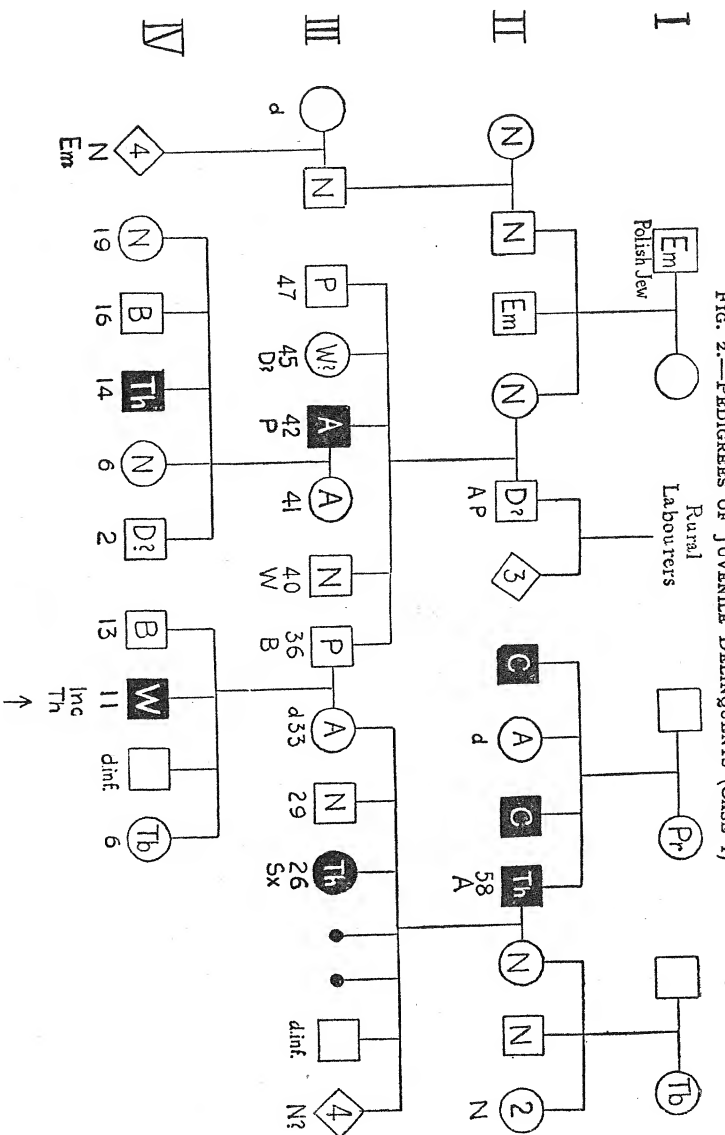 FIG. 2.—PEDIGREES OF JUVENILE DELINQUENTS (CASE I)
I
Em
Polish Jew
Rural
Labourers
Pr
Tb
II
N
N
Em
N
D?
A P
3
C
A
d
C
Th
58
A
N
N
2
N
III
d
N
P
47
W?
45
D?
A
42
P
A
41
N
40
W
P
36
B
A
d33
N
29
Th
26
Sx
d.inf.
4
N?
IV
4
N
Em
N
19
B
16
Th
14
N
6
D?
2
B
13
W
11
Inc
Th
d.inf.
Tb
6